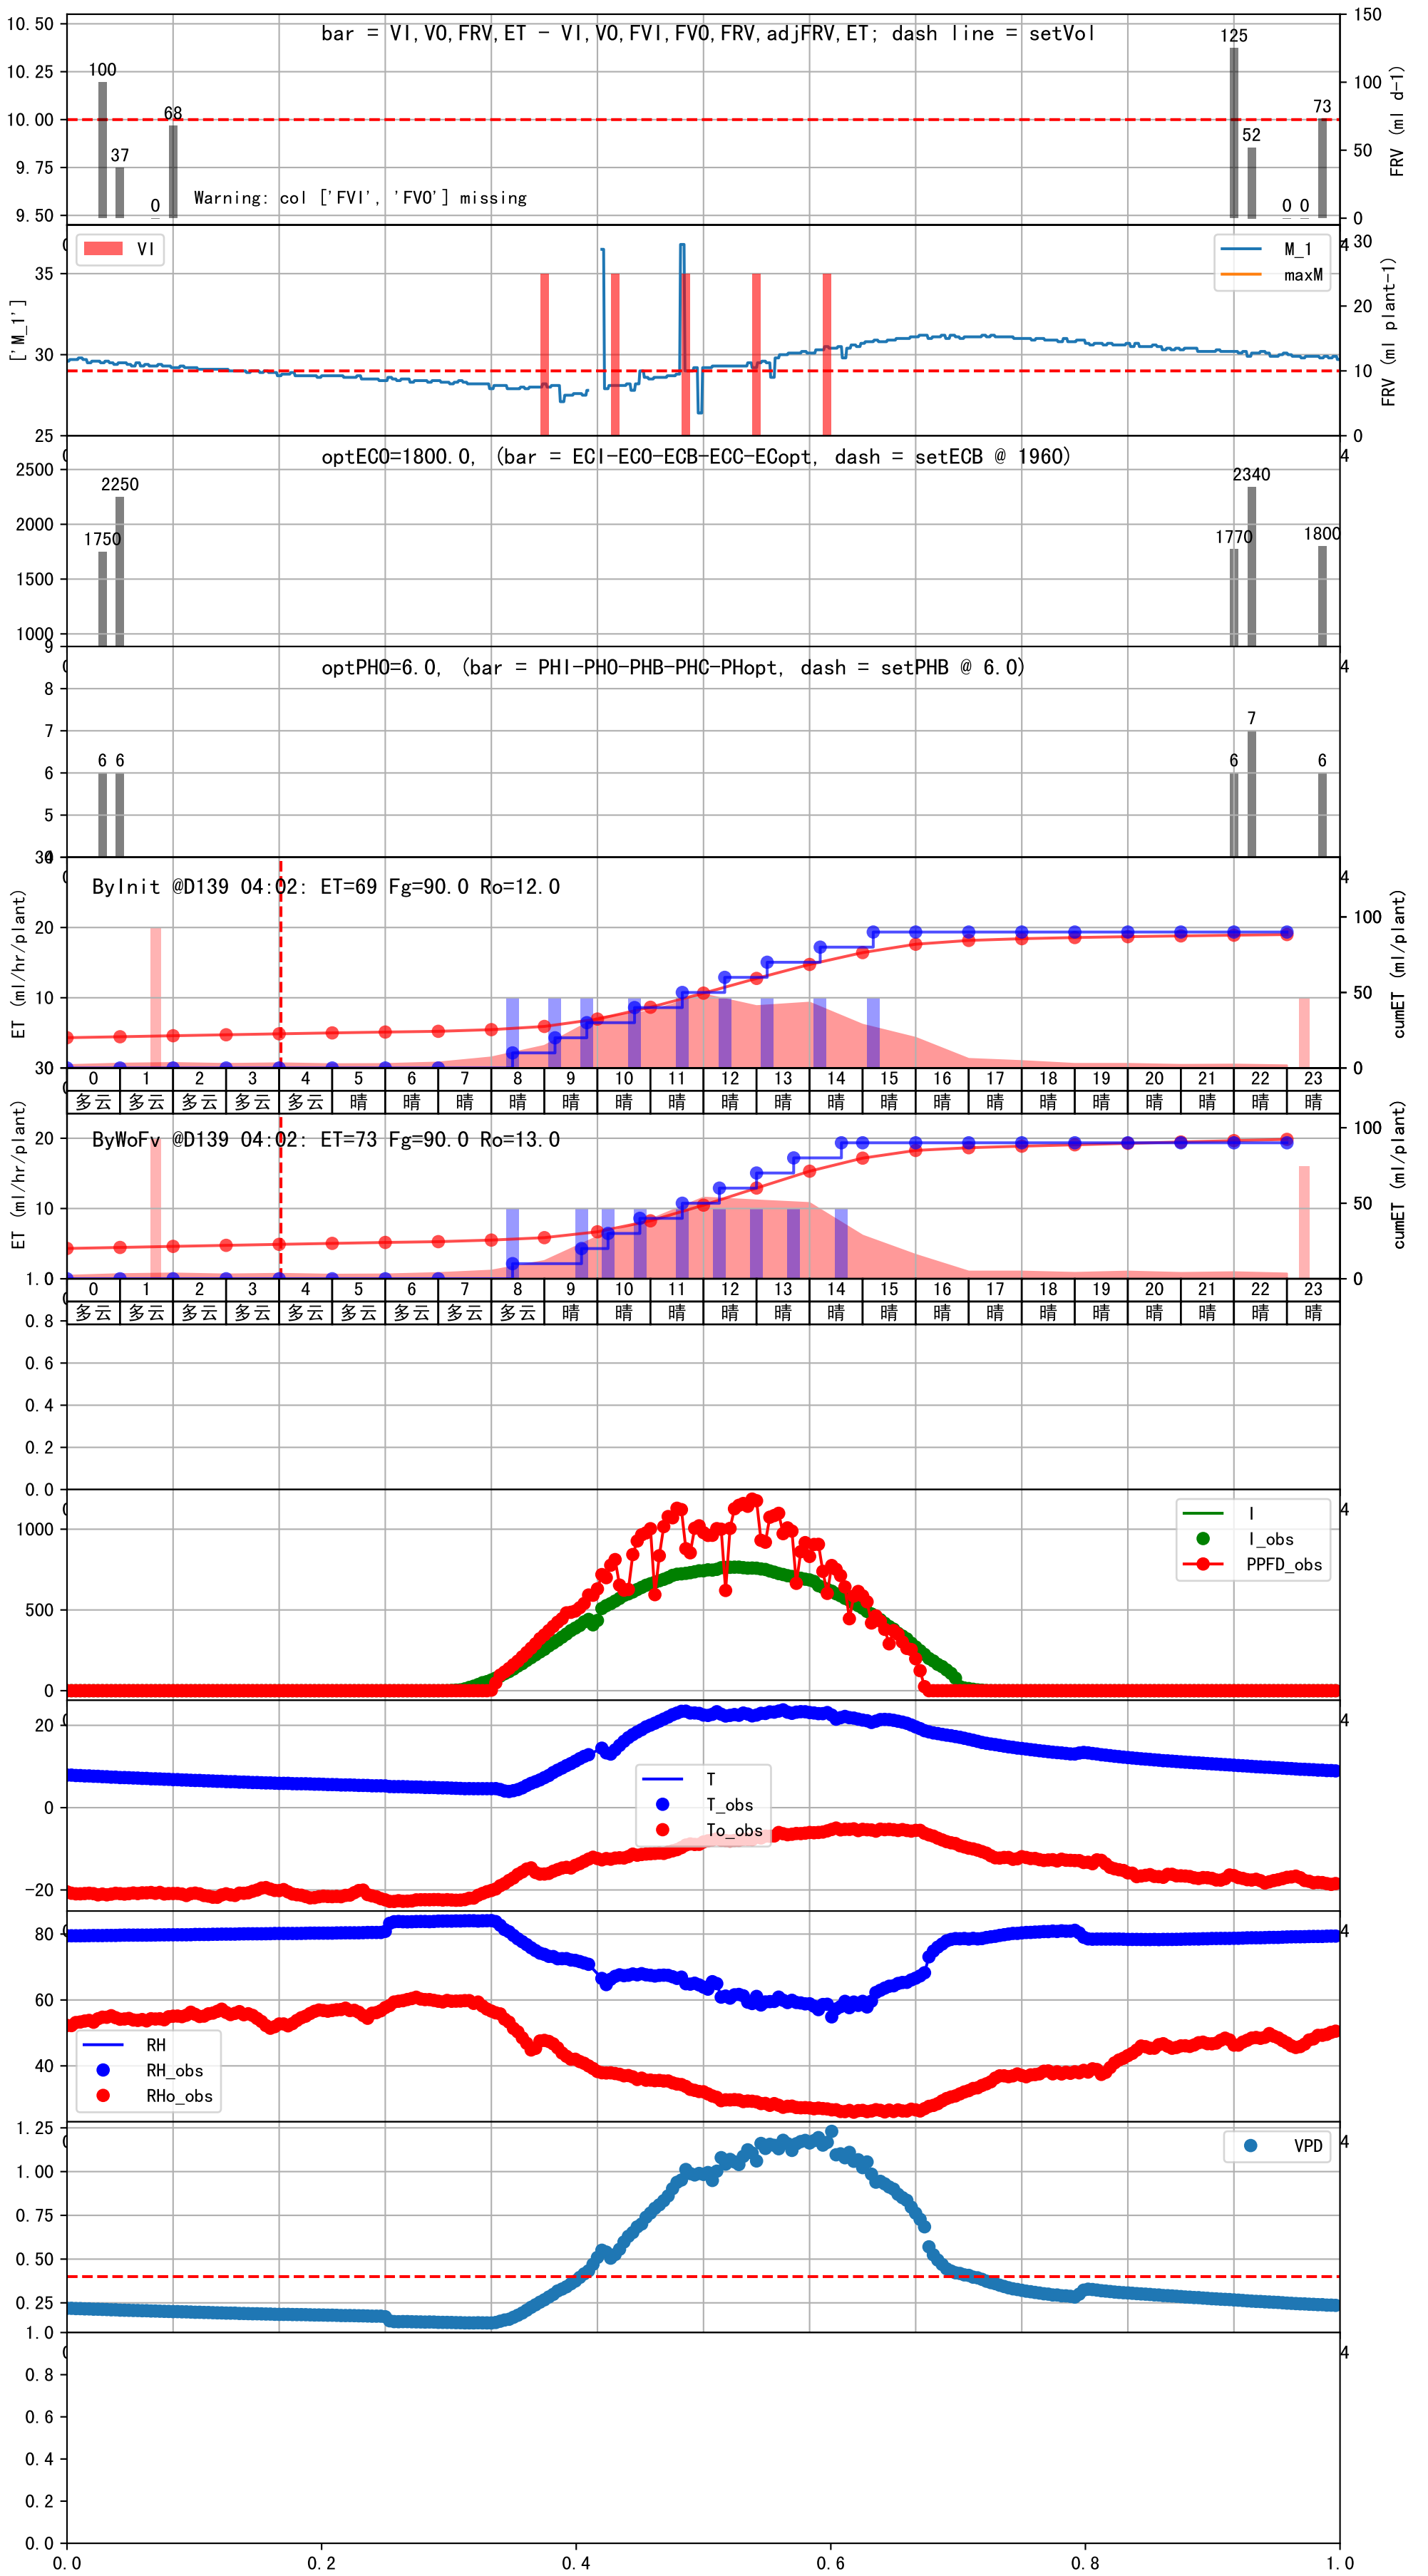 bar = VI,VO,FRV,ET - VI,VO,FVI,FVO,FRV,adjFRV,ET; dash line = setVol
10.50
10.25
10.00
9.75
9.50
100
37
0
68
125
52
0
0
73
Warning: col ['FVI', 'FVO'] missing
150
100
50
0
FRV (ml d-1)
VI
M_1
maxM
35
30
25
['M_1']
30
20
10
0
FRV (ml plant-1)
optECO=1800.0, (bar = ECI-ECO-ECB-ECC-ECopt, dash = setECB @ 1960)
2500
2000
1500
1000
1750
2250
1770
2340
1800
4
optPHO=6.0, (bar = PHI-PHO-PHB-PHC-PHopt, dash = setPHB @ 6.0)
9
8
7
6
5
4
6
6
6
7
6
4
ByInit @D139 04:02: ET=69 Fg=90.0 Ro=12.0
30
20
10
0
ET (ml/hr/plant)
100
50
0
cumET (ml/plant)
4
0 1 2 3 4 5 6 7 8 9 10 11 12 13 14 15 16 17 18 19 20 21 22 23
多云 多云 多云 多云 多云 晴 晴 晴 晴 晴 晴 晴 晴 晴 晴 晴 晴 晴 晴 晴 晴 晴 晴 晴
ByWoFv @D139 04:02: ET=73 Fg=90.0 Ro=13.0
30
20
10
ET (ml/hr/plant)
100
50
0
cumET (ml/plant)
0 1 2 3 4 5 6 7 8 9 10 11 12 13 14 15 16 17 18 19 20 21 22 23
多云 多云 多云 多云 多云 多云 多云 多云 多云 晴 晴 晴 晴 晴 晴 晴 晴 晴 晴 晴 晴 晴 晴 晴
1.0
0.8
0.6
0.4
0.2
0.0
I
I_obs
PPFD_obs
1000
500
0
4
T
T_obs
To_obs
20
0
-20
4
RH
RH_obs
RHo_obs
80
60
40
4
VPD
1.25
1.00
0.75
0.50
0.25
4
1.0
0.8
0.6
0.4
0.2
0.0
4
0.0 0.2 0.4 0.6 0.8 1.0